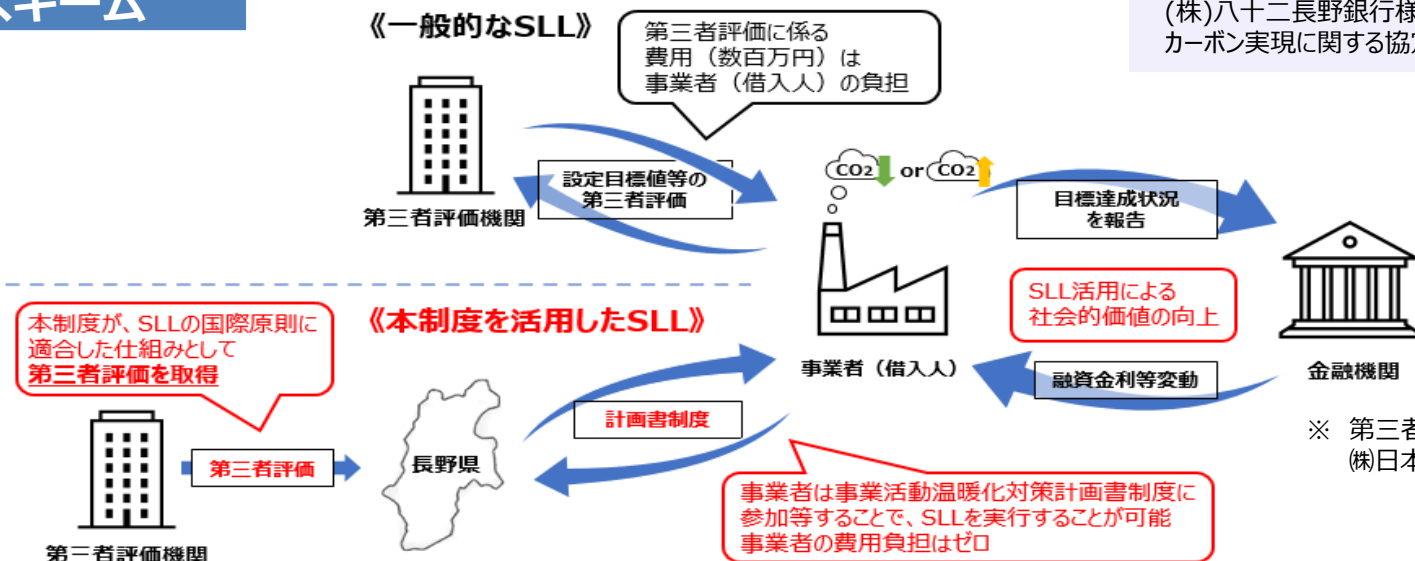 スキーム
(株)八十二長野銀行様
カーボン実現に関する協定
《一般的なSLL》
第三者評価に係る
費用（数百万円）は
事業者（借入人）の負担
第三者評価機関
設定目標値等の
第三者評価
CO2 or CO2
目標達成状況
を報告
SLL活用による
社会的価値の向上
事業者（借入人）
融資金利等変動
金融機関
《本制度を活用したSLL》
本制度が、SLLの国際原則に
適合した仕組みとして
第三者評価を取得
第三者評価
長野県
計画書制度
※ 第三者
㈱日本
事業者は事業活動温暖化対策計画書制度に
参加等することで、SLLを実行することが可能
事業者の費用負担はゼロ
第三者評価機関